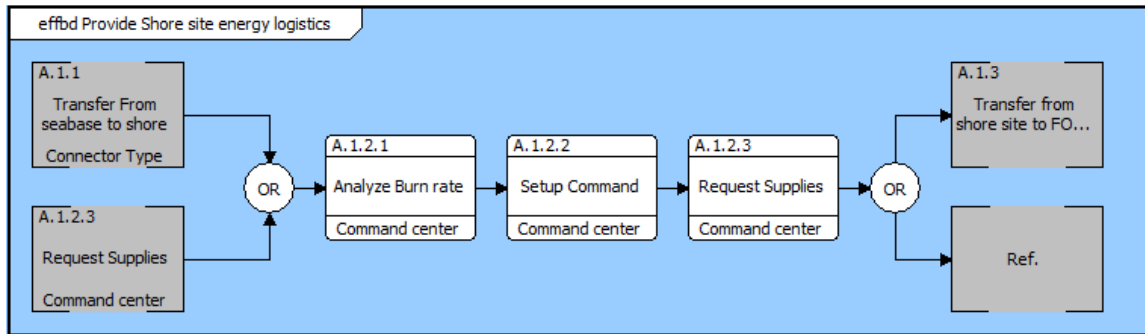 effbd Provide Shore site energy logistics
A.1.1
Transfer From
seabase to shore
Connector Type
A.1.2.3
Request Supplies
Command center
OR
A.1.2.1
Analyze Burn rate
Command center
A.1.2.2
Setup Command
Command center
A.1.2.3
Request Supplies
Command center
OR
A.1.3
Transfer from
shore site to FO...
Ref.